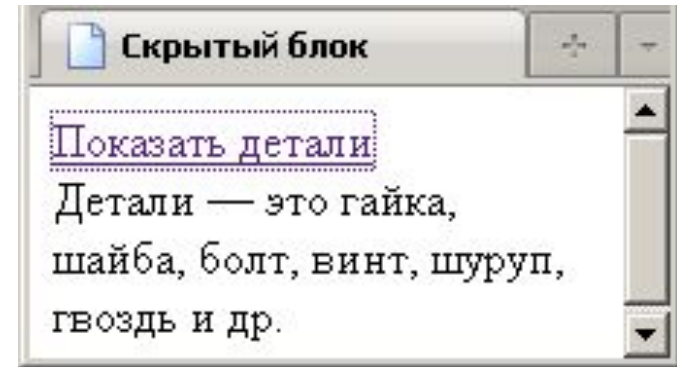 Скрытый блок
Показать детали
Детали — это гайка,
шайба, болт, винт, шуруп,
гвоздь и др.